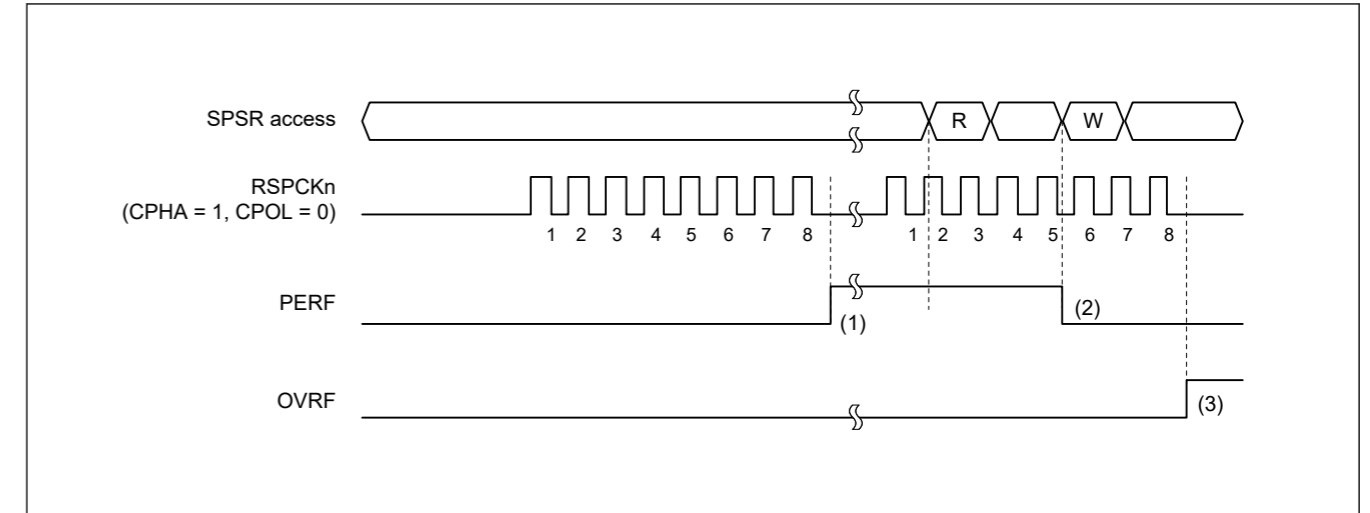 SPSR access
R
W
RSPCKn
(CPHA = 1, CPOL = 0)
1 2 3 4 5 6 7 8 1 2 3 4 5 6 7 8
PERF
(1)
(2)
OVRF
(3)